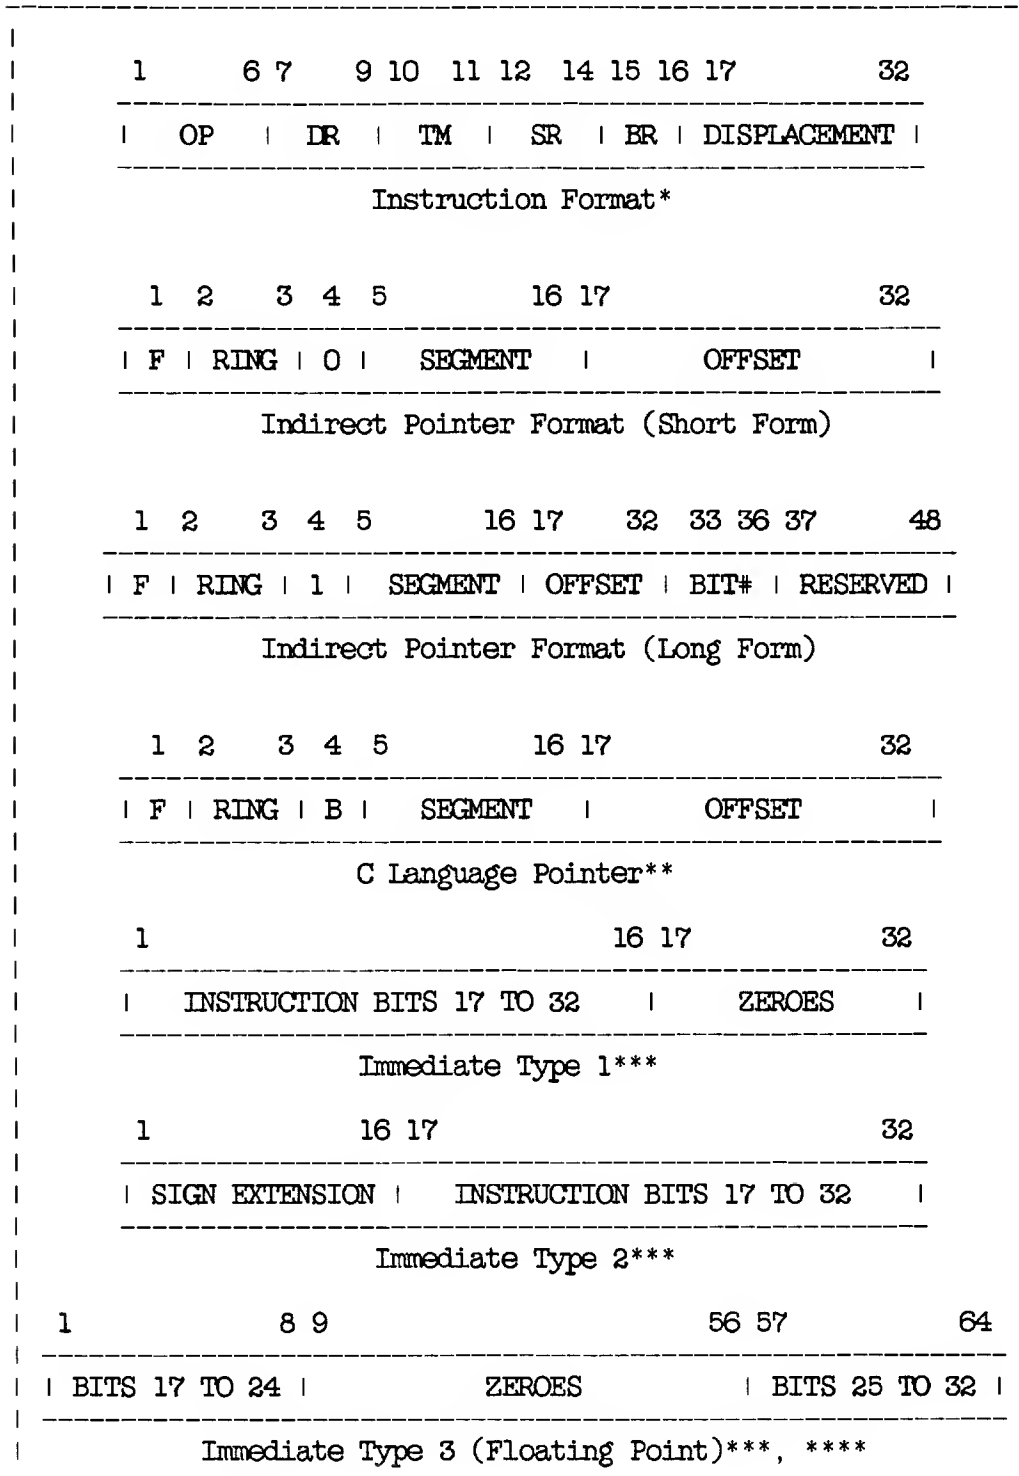 1 6 7 9 10 11 12 14 15 16 17 32
| OP | DR | TM | SR | BR | DISPLACEMENT |
Instruction Format*
1 2 3 4 5 16 17 32
| F | RING | 0 | SEGMENT | OFFSET |
Indirect Pointer Format (Short Form)
1 2 3 4 5 16 17 32 33 36 37 48
| F | RING | 1 | SEGMENT | OFFSET | BIT# | RESERVED |
Indirect Pointer Format (Long Form)
1 2 3 4 5 16 17 32
| F | RING | B | SEGMENT | OFFSET |
C Language Pointer**
1 16 17 32
| INSTRUCTION BITS 17 TO 32 | ZEROES |
Immediate Type 1***
1 16 17 32
| SIGN EXTENSION | INSTRUCTION BITS 17 TO 32 |
Immediate Type 2***
1 8 9 56 57 64
| BITS 17 TO 24 | ZEROES | BITS 25 TO 32 |
Immediate Type 3 (Floating Point)***, ****